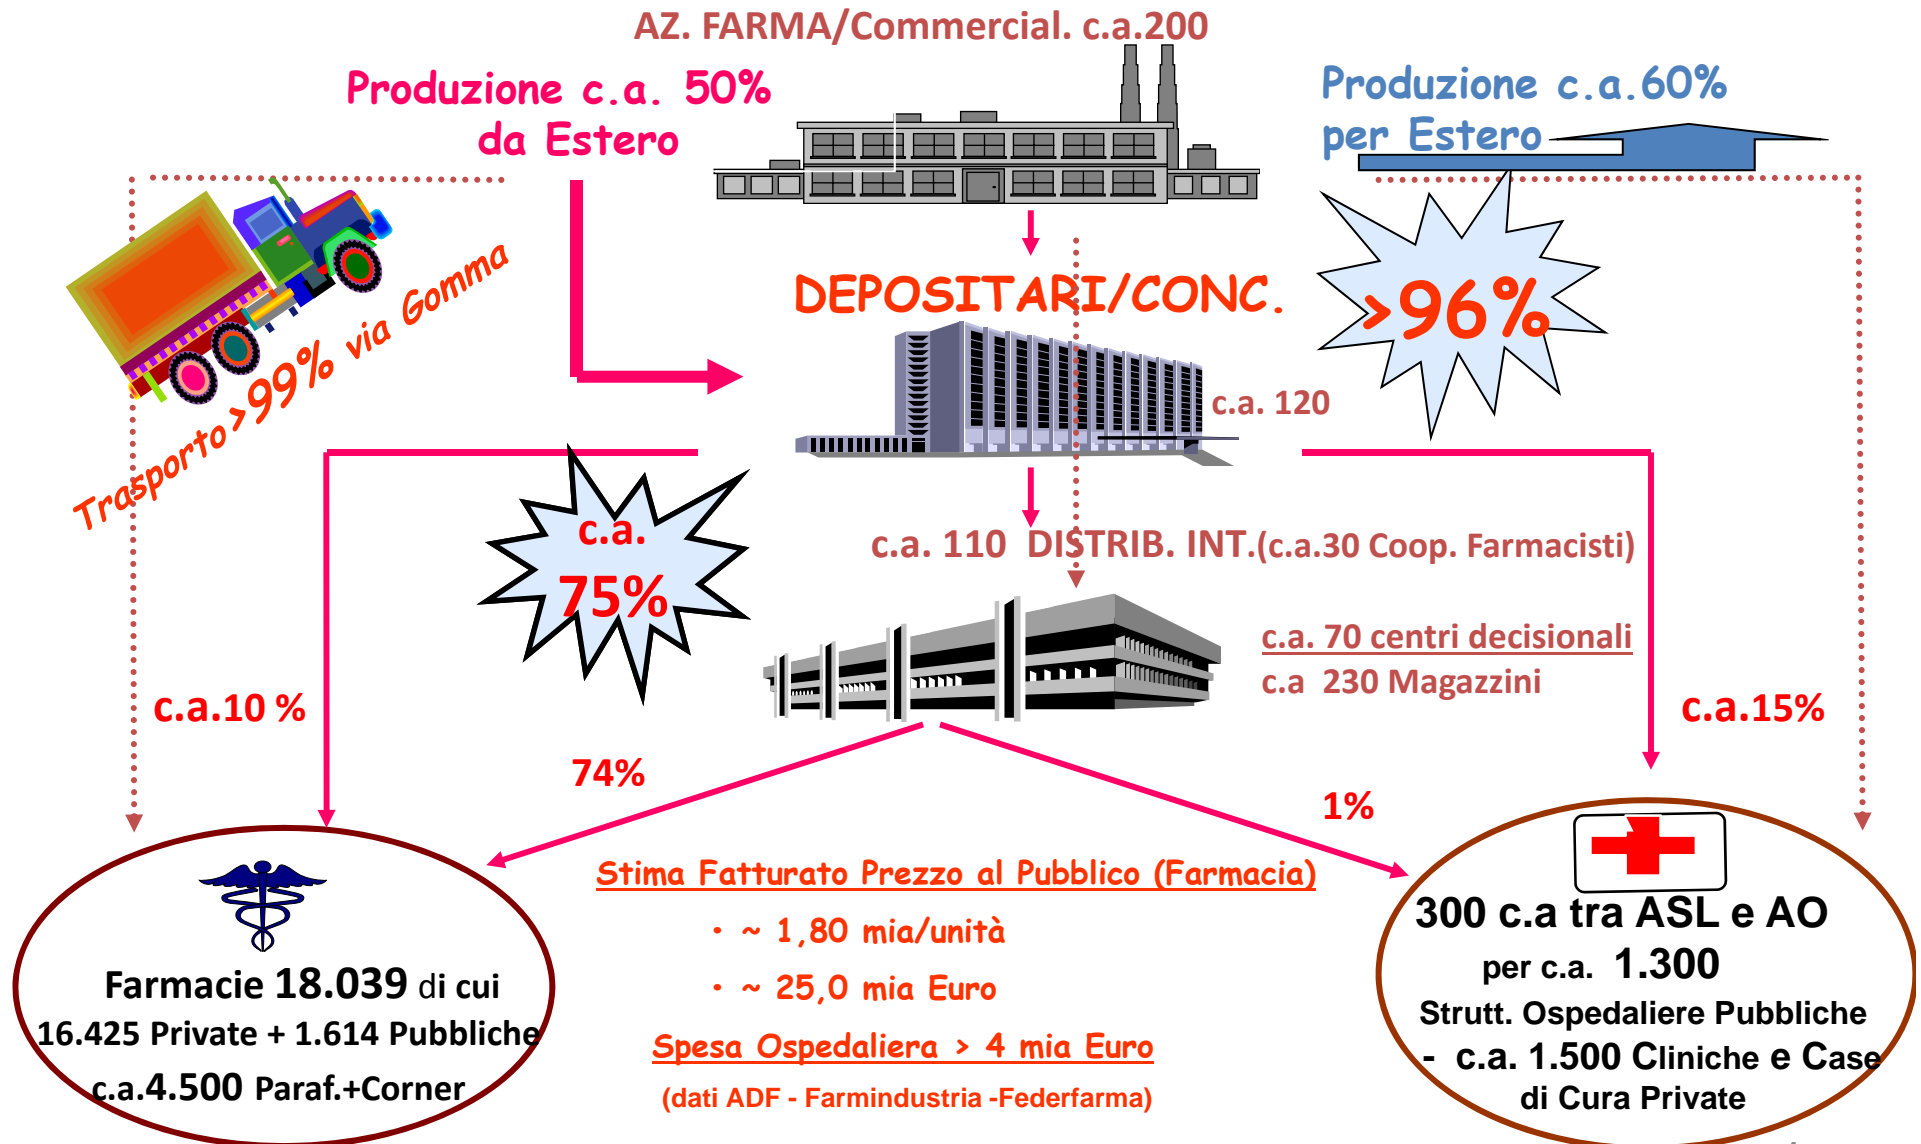 AZ. FARMA/Commercial. c.a.200
Produzione c.a. 50%
da Estero
Produzione c.a.60%
per Estero
Trasporto >99% via Gomma
DEPOSITARI/CONC.
>96%
c.a. 120
c.a.
75%
c.a. 110 DISTRIB. INT.(c.a.30 Coop. Farmacisti)
c.a. 70 centri decisionali
c.a 230 Magazzini
c.a.10 %
c.a.15%
74%
1%
Stima Fatturato Prezzo al Pubblico (Farmacia)
• ~ 1,80 mia/unità
• ~ 25,0 mia Euro
Spesa Ospedaliera > 4 mia Euro
(dati ADF - Farmindustria -Federfarma)
Farmacie 18.039 di cui
16.425 Private + 1.614 Pubbliche
c.a.4.500 Paraf.+Corner
300 c.a tra ASL e AO
per c.a. 1.300
Strutt. Ospedaliere Pubbliche
- c.a. 1.500 Cliniche e Case
di Cura Private